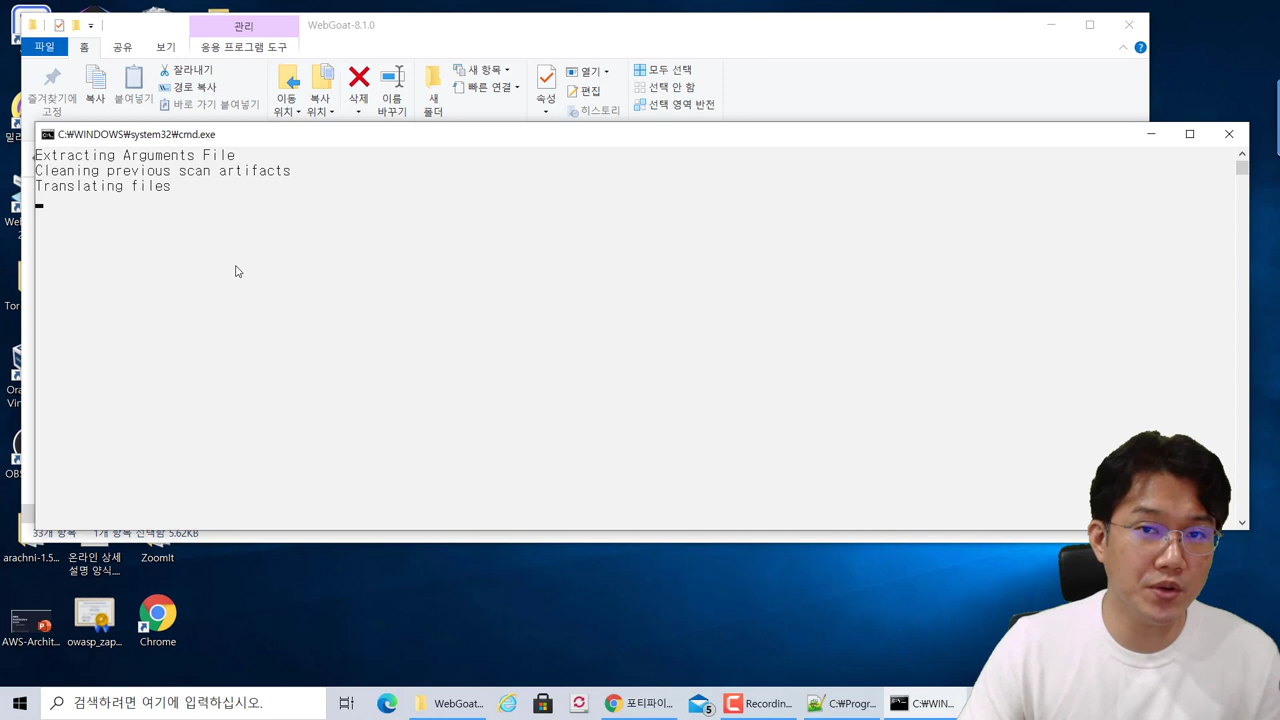 관리
WebGoat-8.1.0
파일
홈
공유
보기
응용 프로그램 도구
즐겨찾기에
고정
복사
붙여넣기
잘라내기
경로 복사
바로 가기 붙여넣기
이동
위치
복사
위치
삭제
이름
바꾸기
새
폴더
새 항목
빠른 연결
속성
열기
편집
히스토리
모두 선택
선택 안 함
선택 영역 반전
C:₩WINDOWS₩system32₩cmd.exe
Extracting Arguments File
Cleaning previous scan artifacts
Translating files
33개 항목
1개 항목 선택함 5.62KB
Tor
OBS
arachni-1.5...
온라인 상세
설명 양식...
ZoomIt
AWS-Archit...
owasp_zap...
Chrome
검색하려면 여기에 입력하십시오.
WebGoat...
포티파이...
5
Recordin...
C:₩Progr...
C:₩WIN...